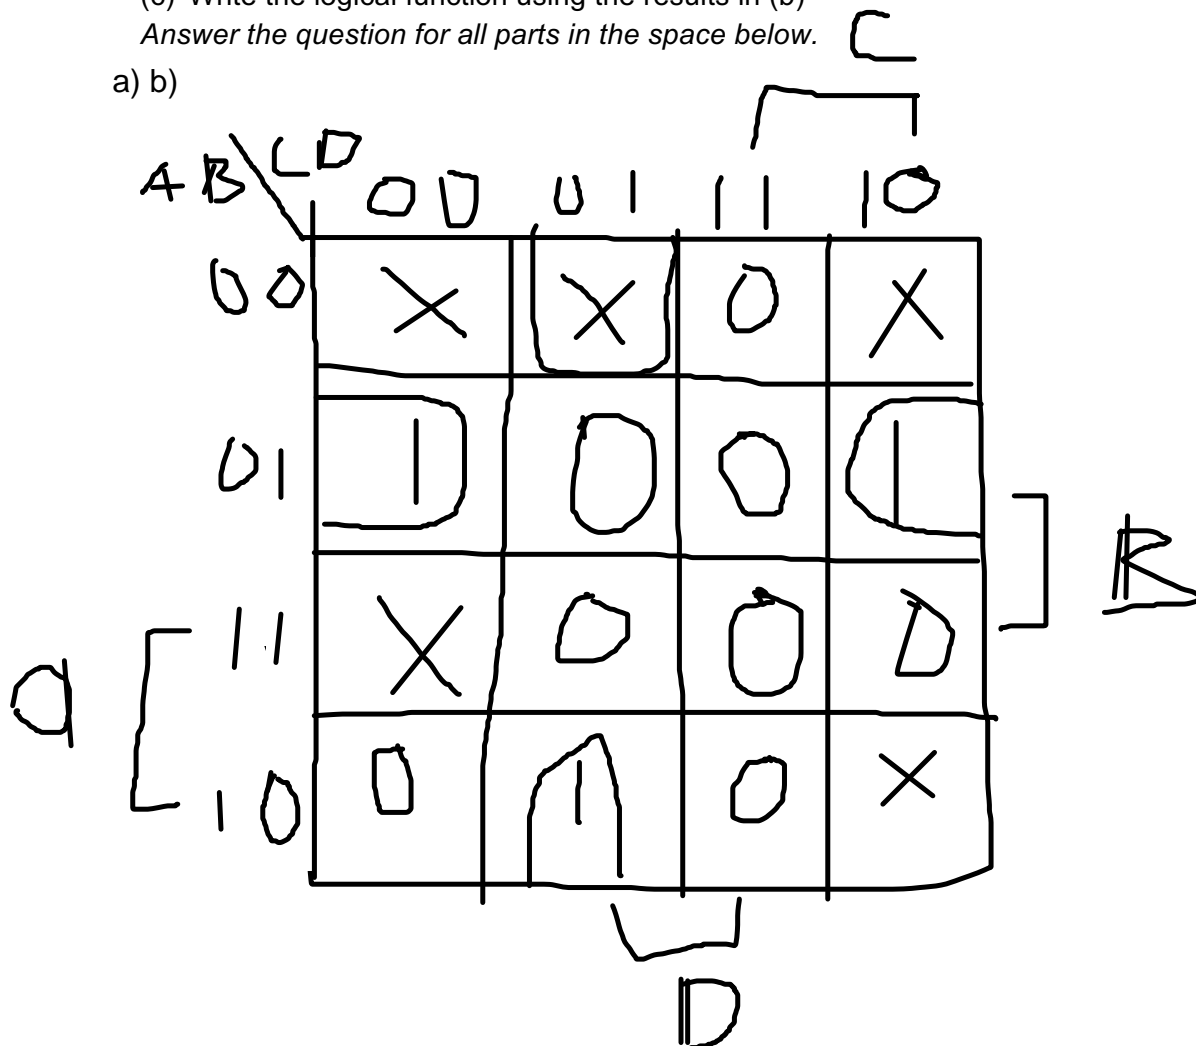 (c) Write the logical function using the results in (b)
Answer the question for all parts in the space below.
C
a) b)
AB CD
00 01 11 10
00 X X 0 X
01 1 0 0 1
B
11 X 0 0 0
a
10 0 1 0 X
D